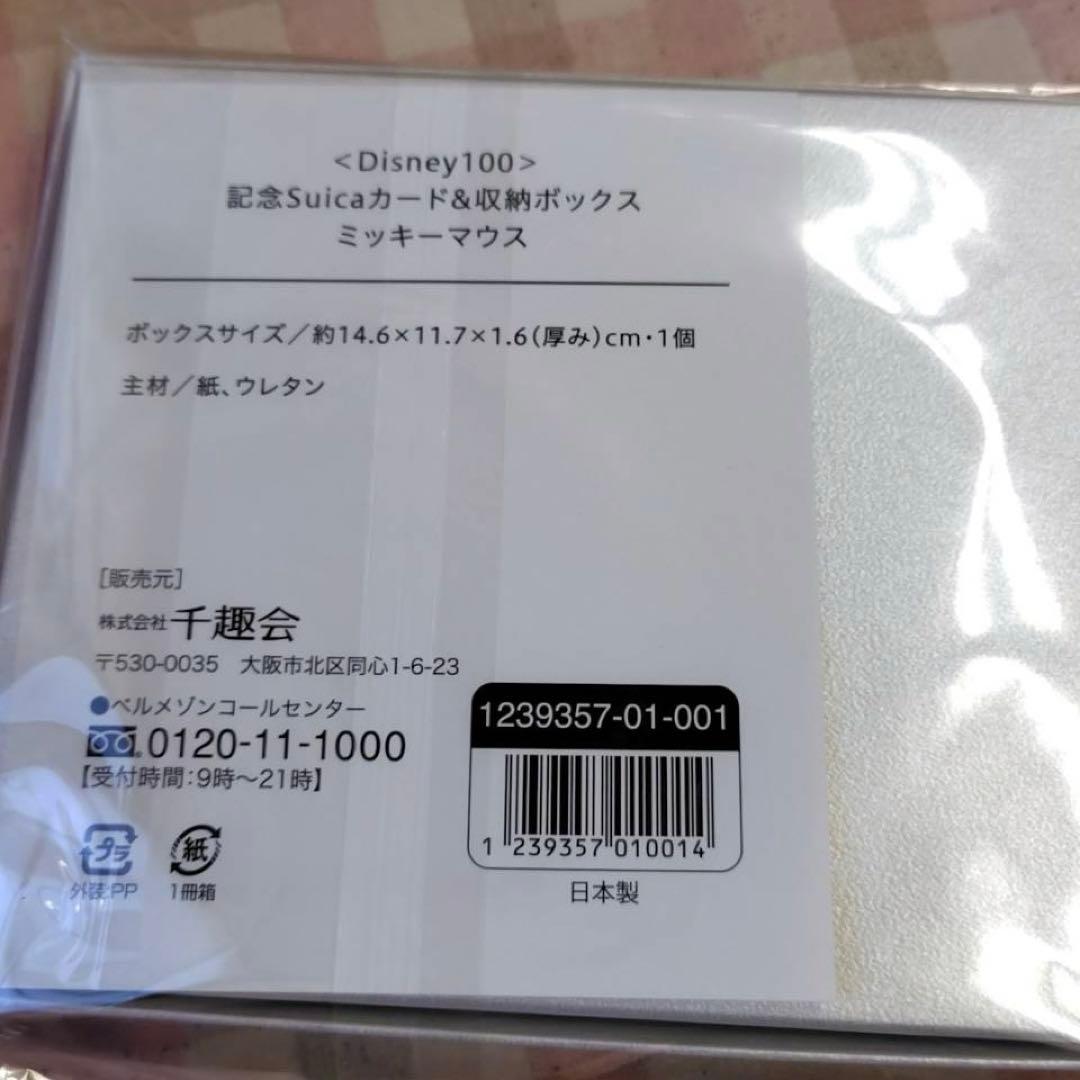 <Disney100>
記念Suicaカード&収納ボックス
ミッキーマウス
ボックスサイズ／約14.6×11.7×1.6(厚み)cm・1個
主材／紙、ウレタン
[販売元]
株式会社千趣会
〒530-0035 大阪市北区同心1-6-23
●ベルメゾンコールセンター
0120-11-1000
【受付時間:9時〜21時】
1239357-01-001
1 239357 010014
プラ
外装:PP
紙
1冊箱
日本製